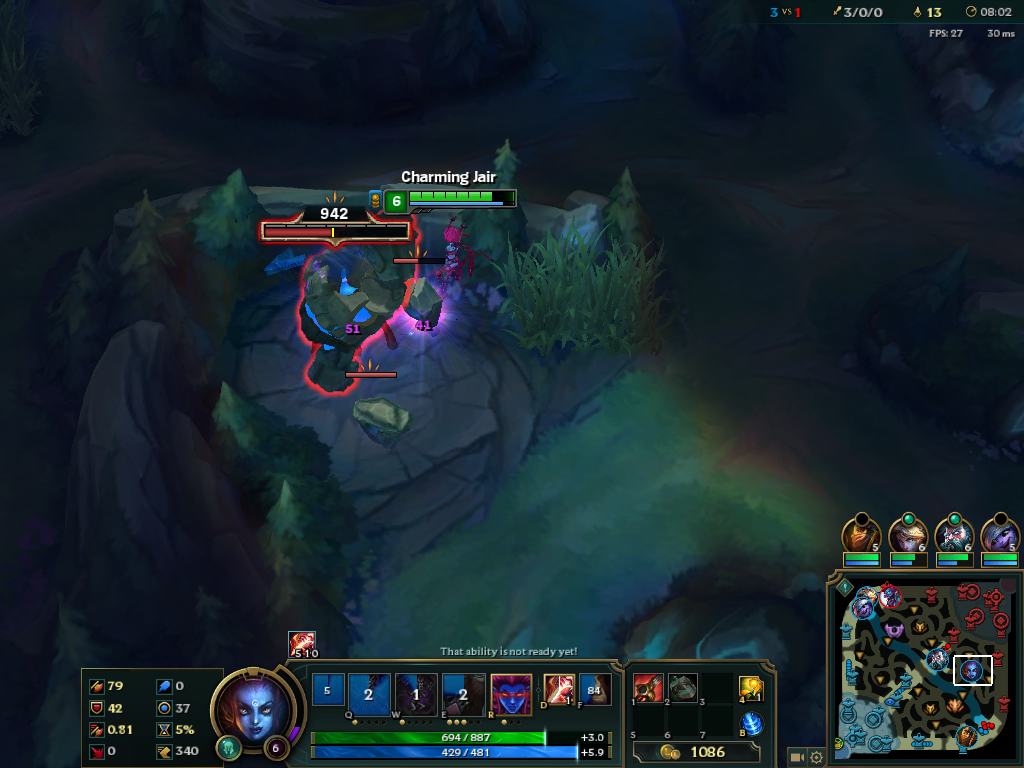 3 vs 1 3/0/0 13 08:02
FPS: 27 30 ms
Charming Jair
6
942
51
41
5
6
6
5
5 10
That ability is not ready yet!
79 0
42 37
0.81 5%
0 340
6
5 2 1 2 84
Q W E R D F
694 / 887 +3.0
429 / 481 +5.9
1 2 3 4 1
5 6 7 B
1086